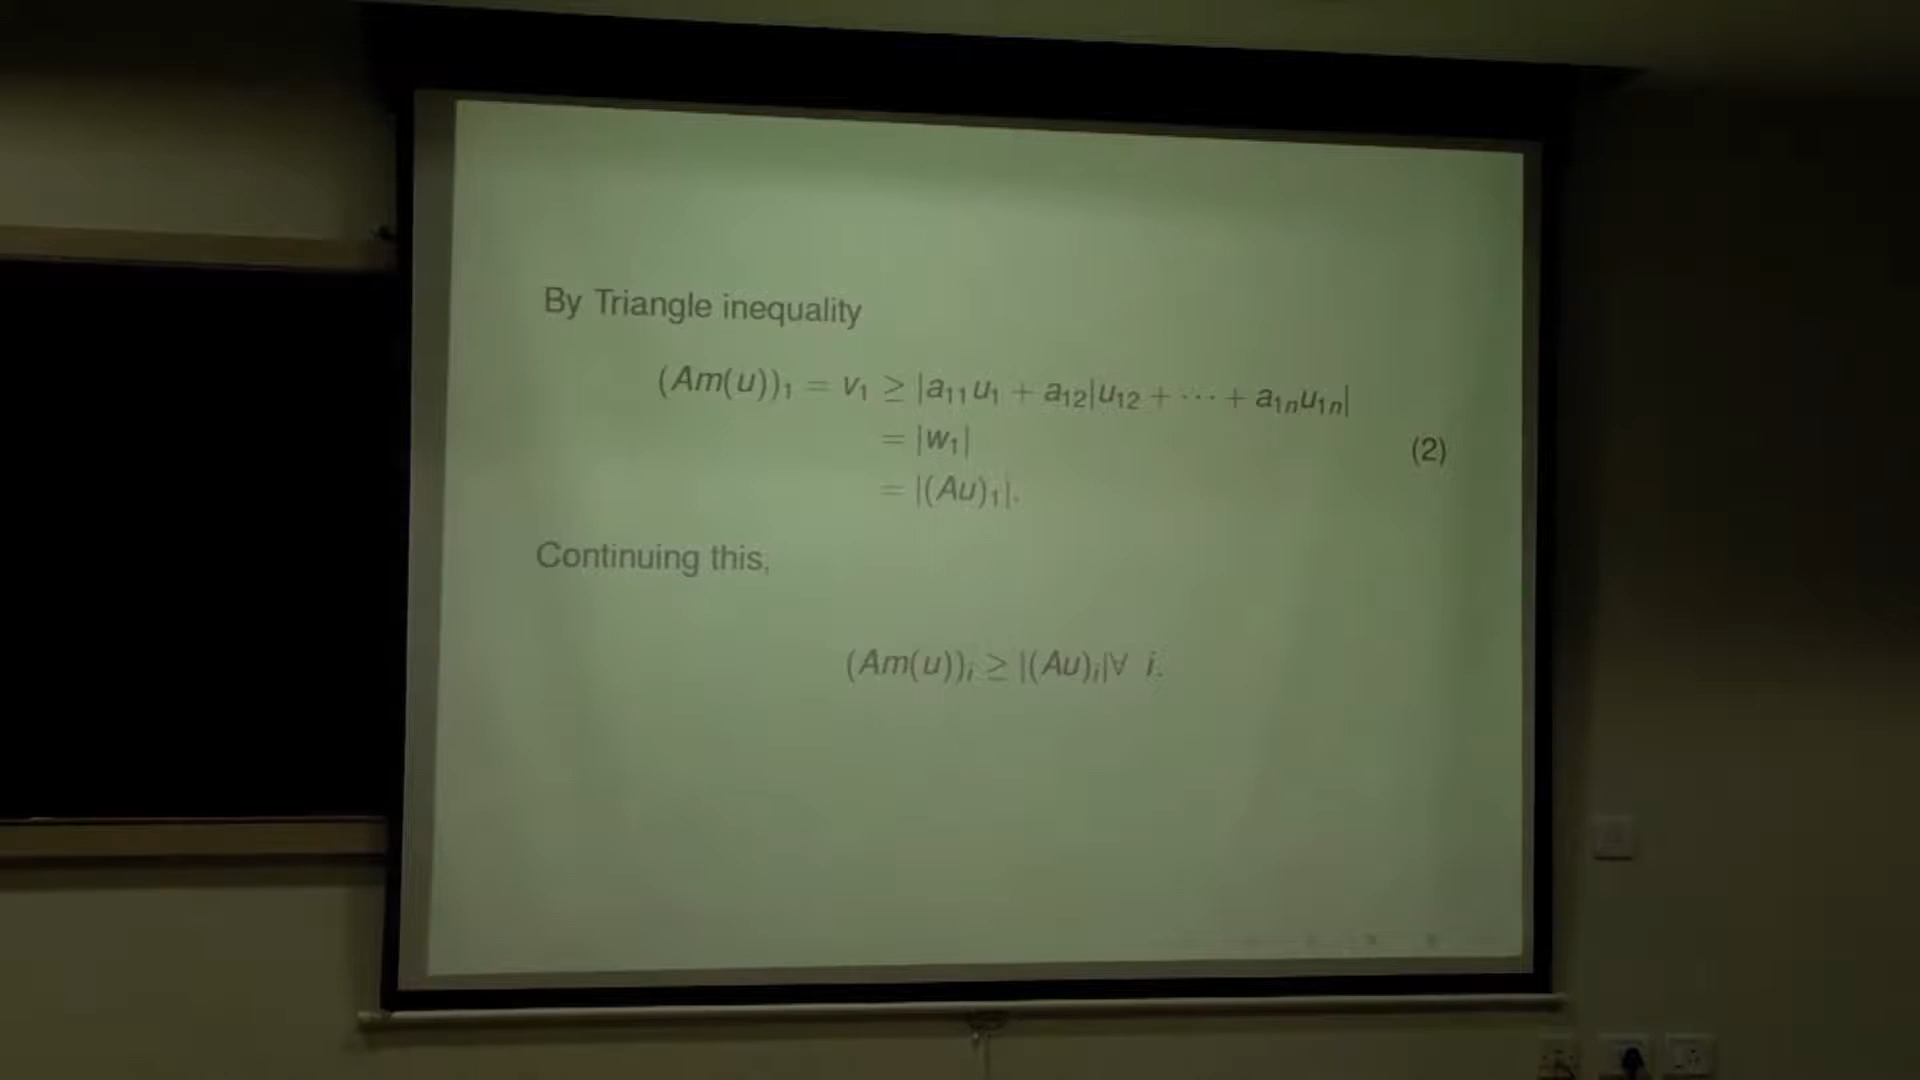 By Triangle inequality
(Am(u))₁ = v₁ ≥ |a₁₁u₁ + a₁₂|u₁₂ + ⋯ + a₁ₙu₁ₙ|
= |w₁|
(2)
= |(Au)₁|.
Continuing this,
(Am(u))ᵢ ≥ |(Au)ᵢ|∀ i.